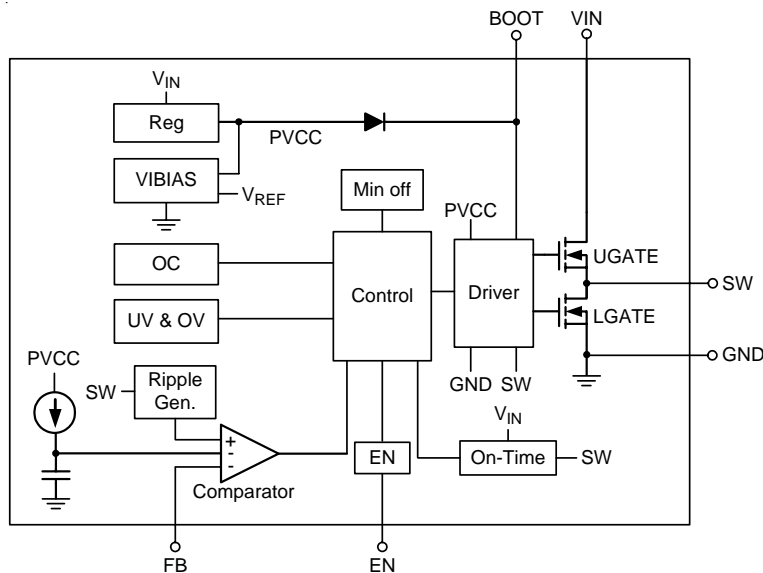 BOOT VIN
VIN
Reg
PVCC
VIBIAS
VREF
Min off
PVCC
OC
UGATE
Control
Driver
SW
UV & OV
LGATE
PVCC
GND
SW
Ripple
Gen.
GND SW
VIN
+
-
-
EN
On-Time
SW
Comparator
FB
EN